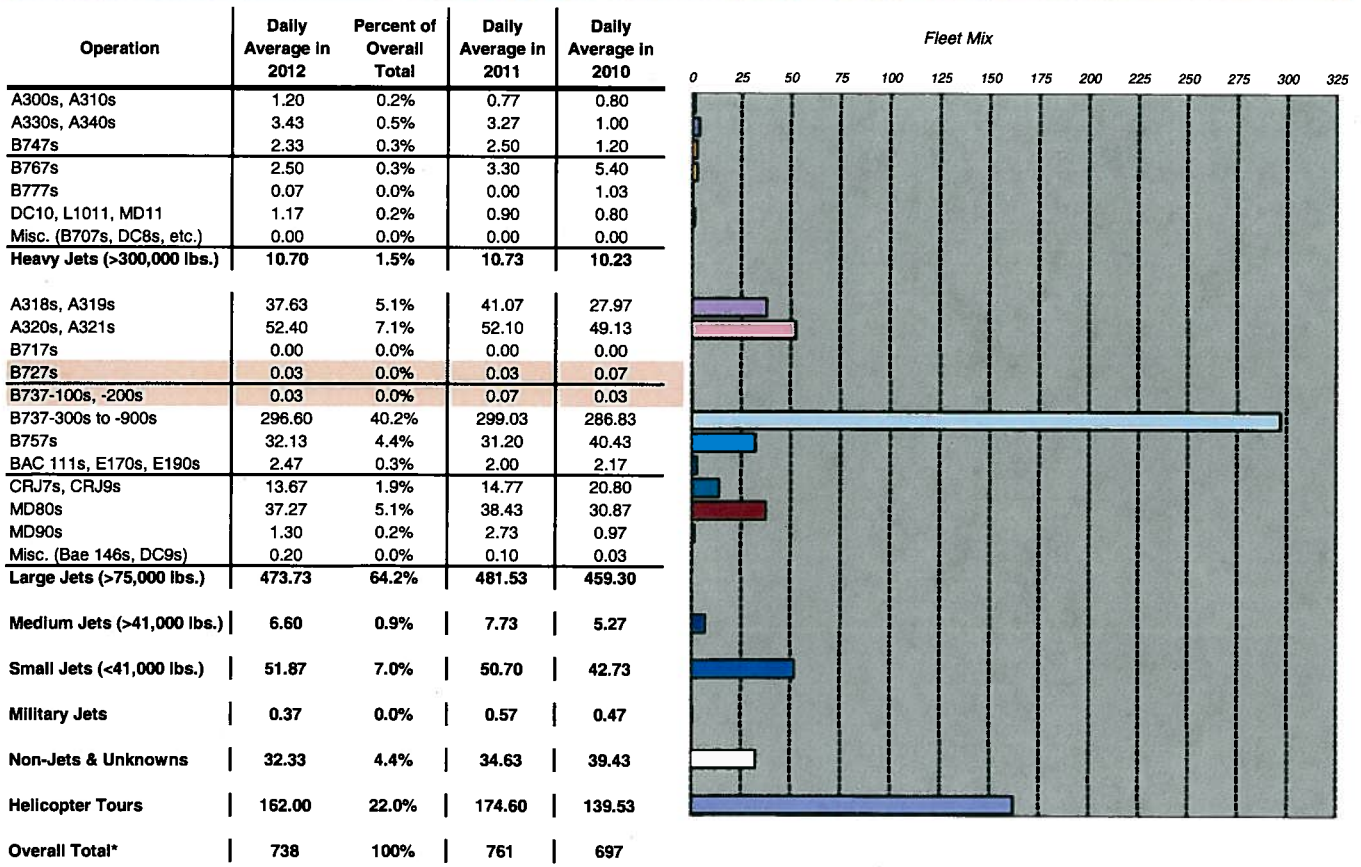 Operation Daily Average in 2012 Percent of Overall Total Daily Average in 2011 Daily Average in 2010
Fleet Mix
0 25 50 75 100 125 150 175 200 225 250 275 300 325
A300s, A310s 1.20 0.2% 0.77 0.80
A330s, A340s 3.43 0.5% 3.27 1.00
B747s 2.33 0.3% 2.50 1.20
B767s 2.50 0.3% 3.30 5.40
B777s 0.07 0.0% 0.00 1.03
DC10, L1011, MD11 1.17 0.2% 0.90 0.80
Misc. (B707s, DC8s, etc.) 0.00 0.0% 0.00 0.00
Heavy Jets (>300,000 lbs.) 10.70 1.5% 10.73 10.23
A318s, A319s 37.63 5.1% 41.07 27.97
A320s, A321s 52.40 7.1% 52.10 49.13
B717s 0.00 0.0% 0.00 0.00
B727s 0.03 0.0% 0.03 0.07
B737-100s, -200s 0.03 0.0% 0.07 0.03
B737-300s to -900s 296.60 40.2% 299.03 286.83
B757s 32.13 4.4% 31.20 40.43
BAC 111s, E170s, E190s 2.47 0.3% 2.00 2.17
CRJ7s, CRJ9s 13.67 1.9% 14.77 20.80
MD80s 37.27 5.1% 38.43 30.87
MD90s 1.30 0.2% 2.73 0.97
Misc. (Bae 146s, DC9s) 0.20 0.0% 0.10 0.03
Large Jets (>75,000 lbs.) 473.73 64.2% 481.53 459.30
Medium Jets (>41,000 lbs.) 6.60 0.9% 7.73 5.27
Small Jets (<41,000 lbs.) 51.87 7.0% 50.70 42.73
Military Jets 0.37 0.0% 0.57 0.47
Non-Jets & Unknowns 32.33 4.4% 34.63 39.43
Helicopter Tours 162.00 22.0% 174.60 139.53
Overall Total* 738 100% 761 697